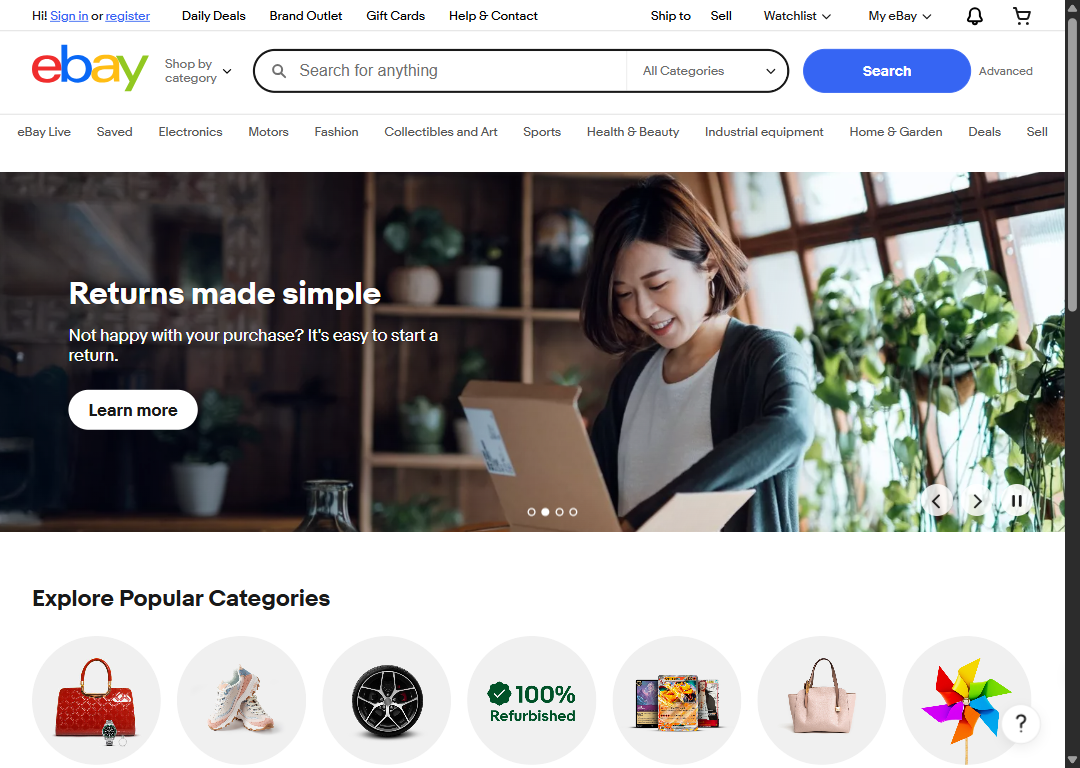 Hi! Sign in or register
Daily Deals
Brand Outlet
Gift Cards
Help & Contact
Ship to
Sell
Watchlist
My eBay
ebay
Shop by
category
Search for anything
All Categories
Search
Advanced
eBay Live
Saved
Electronics
Motors
Fashion
Collectibles and Art
Sports
Health & Beauty
Industrial equipment
Home & Garden
Deals
Sell
Returns made simple
Not happy with your purchase? It's easy to start a
return.
Learn more
Explore Popular Categories
100%
Refurbished
?